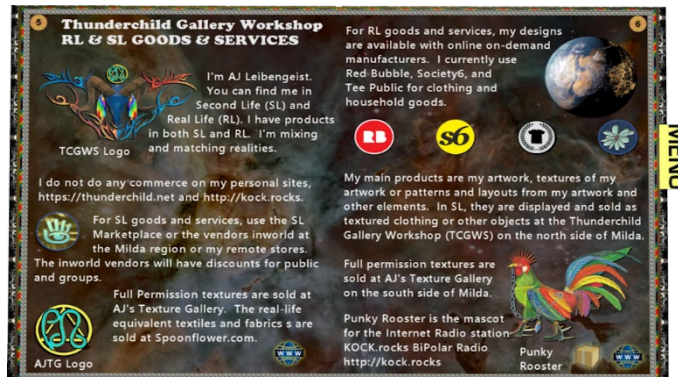 5
Thunderchild Gallery Workshop
RL & SL GOODS & SERVICES
I'm AJ Leibengeist.
You can find me in
Second Life (SL) and
Real Life (RL). I have products
in both SL and RL. I'm mixing
and matching realities.
TCGWS Logo
I do not do any commerce on my personal sites,
https://thunderchild.net and http://kock.rocks.
For SL goods and services, use the SL
Marketplace or the vendors inworld at
the Milda region or my remote stores.
The inworld vendors will have discounts for public
and groups.
Full Permission textures are sold at
AJ's Texture Gallery. The real-life
equivalent textiles and fabrics s are
sold at Spoonflower.com.
AJTG Logo
WWW
6
For RL goods and services, my designs
are available with online on-demand
manufacturers. I currently use
Red-Bubble, Society6, and
Tee Public for clothing and
household goods.
RB
s6
My main products are my artwork, textures of my
artwork or patterns and layouts from my artwork and
other elements. In SL, they are displayed and sold as
textured clothing or other objects at the Thunderchild
Gallery Workshop (TCGWS) on the north side of Milda.
Full permission textures are
sold at AJ's Texture Gallery
on the south side of Milda.
Punky Rooster is the mascot
for the Internet Radio station
KOCK.rocks BiPolar Radio
http://kock.rocks
Punky
Rooster
WWW
MENU